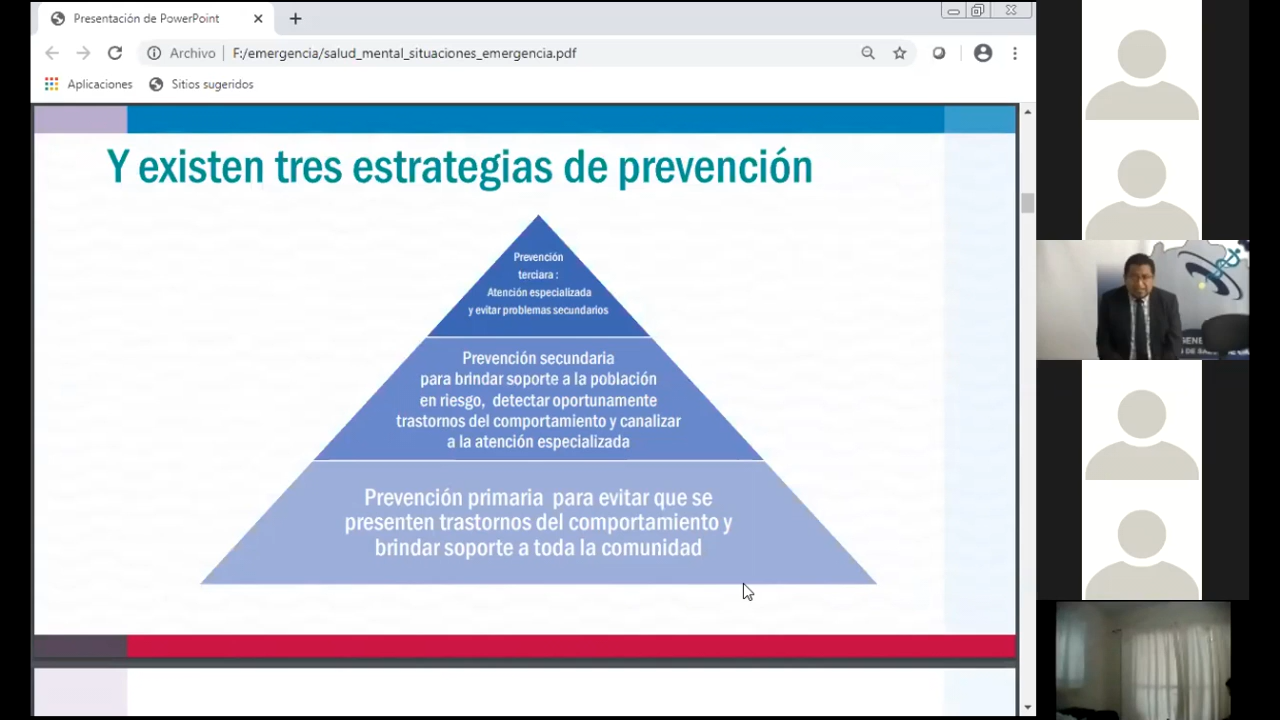 Presentación de PowerPoint
Archivo
F:/emergencia/salud_mental_situaciones_emergencia.pdf
Aplicaciones
Sitios sugeridos
Y existen tres estrategias de prevención
Prevención
terciara :
Atención especializada
y evitar problemas secundarios
Prevención secundaria
para brindar soporte a la población
en riesgo, detectar oportunamente
trastornos del comportamiento y canalizar
a la atención especializada
Prevención primaria para evitar que se
presenten trastornos del comportamiento y
brindar soporte a toda la comunidad
GENE